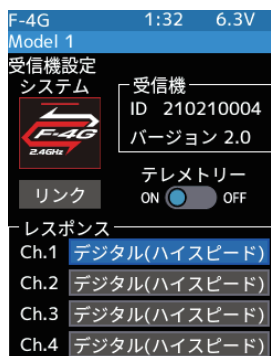 F-4G 1:32 6.3V
Model 1
受信機設定
システム
F-4G
2.4GHz
リンク
受信機
ID 210210004
バージョン 2.0
テレメトリー
ON OFF
レスポンス
Ch.1 デジタル(ハイスピード)
Ch.2 デジタル(ハイスピード)
Ch.3 デジタル(ハイスピード)
Ch.4 デジタル(ハイスピード)